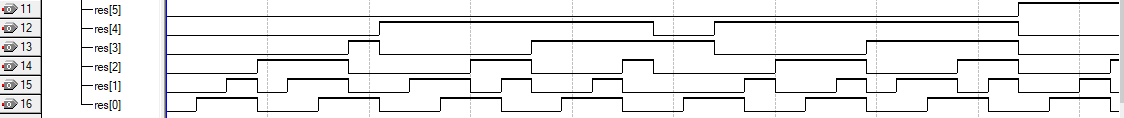 11 res[5]
12 res[4]
13 res[3]
14 res[2]
15 res[1]
16 res[0]